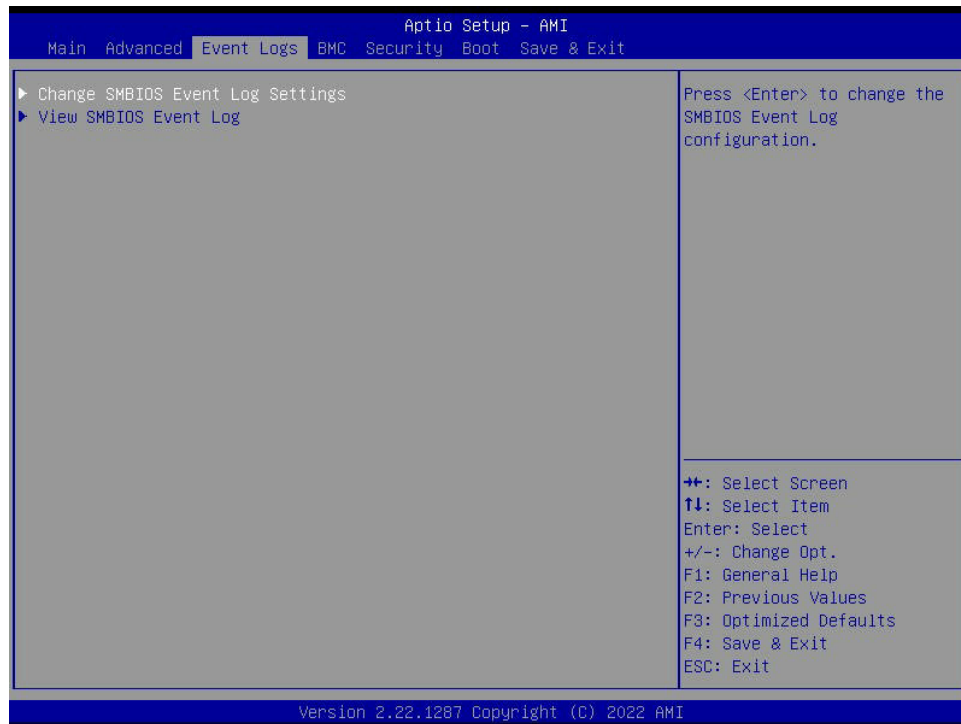 Aptio Setup – AMI
Main Advanced Event Logs BMC Security Boot Save & Exit
▶ Change SMBIOS Event Log Settings
▶ View SMBIOS Event Log
Press <Enter> to change the
SMBIOS Event Log
configuration.
→←: Select Screen
↑↓: Select Item
Enter: Select
+/-: Change Opt.
F1: General Help
F2: Previous Values
F3: Optimized Defaults
F4: Save & Exit
ESC: Exit
Version 2.22.1287 Copyright (C) 2022 AMI